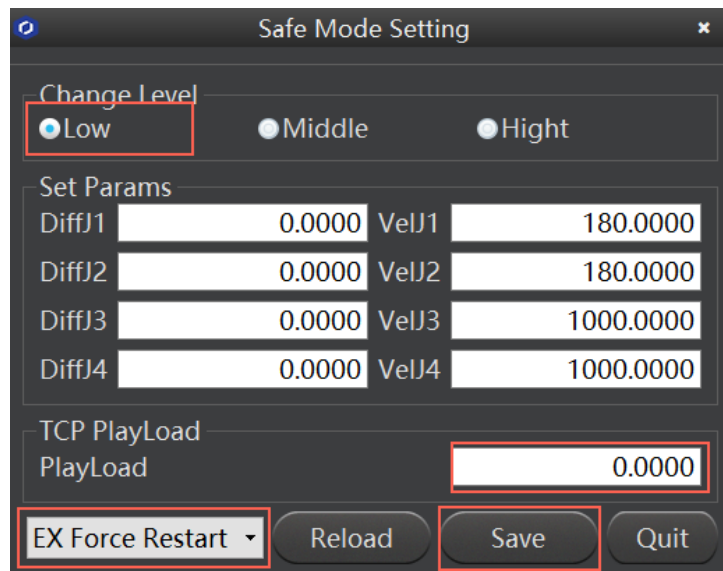 Safe Mode Setting
Change Level
Low Middle Hight
Set Params
DiffJ1 0.0000 VelJ1 180.0000
DiffJ2 0.0000 VelJ2 180.0000
DiffJ3 0.0000 VelJ3 1000.0000
DiffJ4 0.0000 VelJ4 1000.0000
TCP PlayLoad
PlayLoad 0.0000
EX Force Restart Reload Save Quit